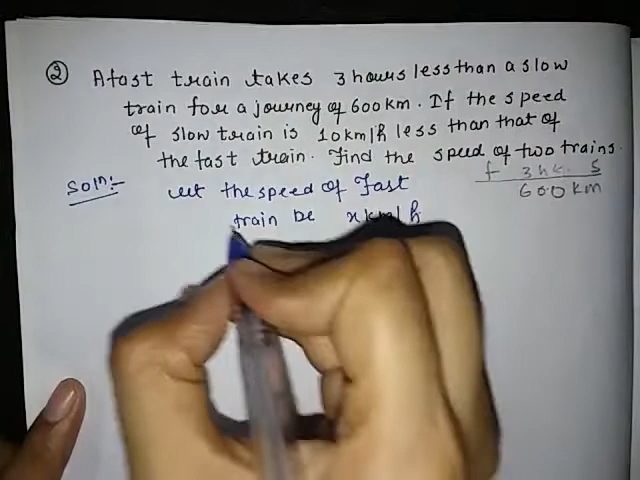 ② A fast train takes 3 hours less than a slow
train for a journey of 600 km. If the speed
of slow train is 10 km/h less than that of
the fast train. Find the speed of two trains.
f 3hr. S
600 km
Soln:- Let the speed of Fast
train be x km/h